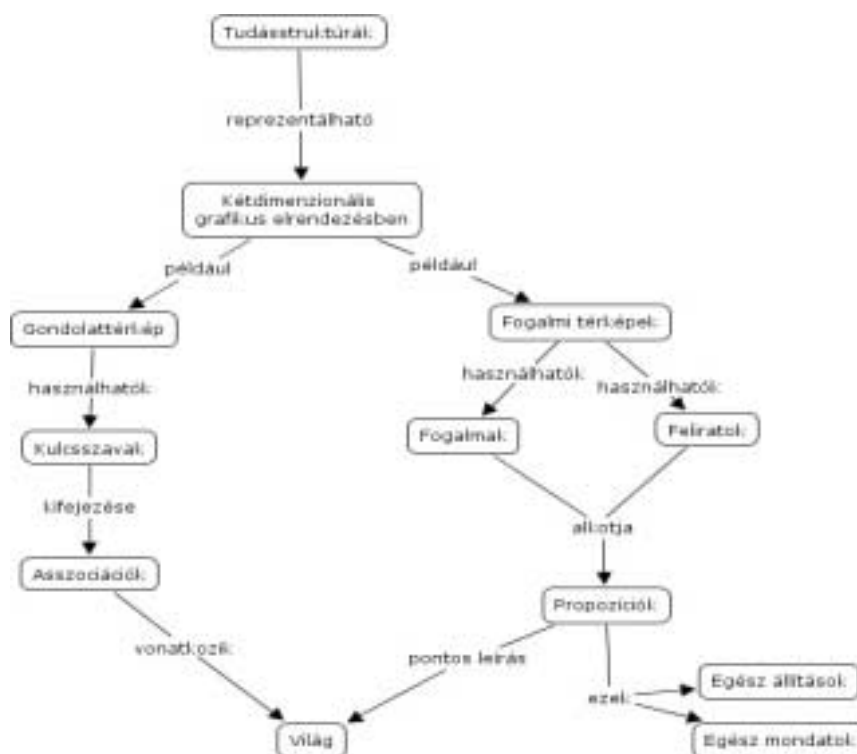 Tudásstruktúrák
reprezentálható
Kétdimenzionális
grafikus elrendezésben
például
például
Gondolattérkép
Fogalmi térképek
használhatók
használhatók
használhatók
Kulcsszavak
Fogalmak
Feliratok
kifejezése
alkotja
Asszociációk
Propozíciók
vonatkozik
pontos leírás
ezek
Egész állítások
Világ
Egész mondatok